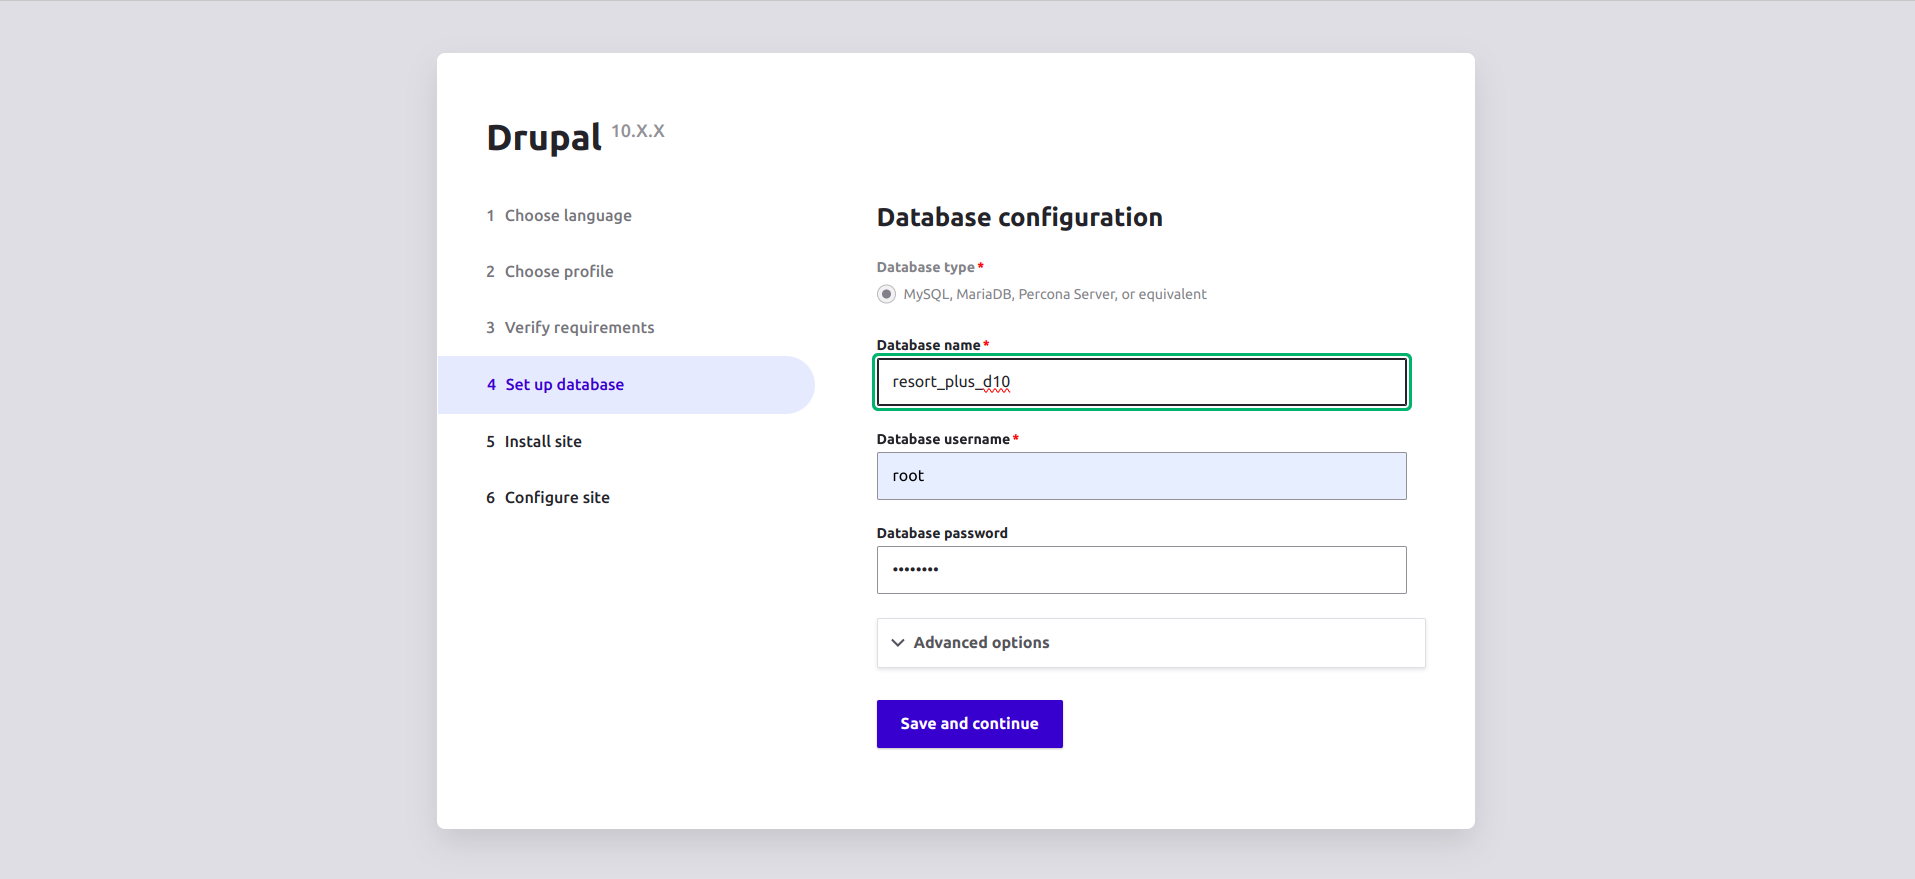 Drupal 10.X.X
1 Choose language
2 Choose profile
3 Verify requirements
4 Set up database
5 Install site
6 Configure site
Database configuration
Database type*
MySQL, MariaDB, Percona Server, or equivalent
Database name*
resort_plus_d10
Database username*
root
Database password
••••••••
Advanced options
Save and continue